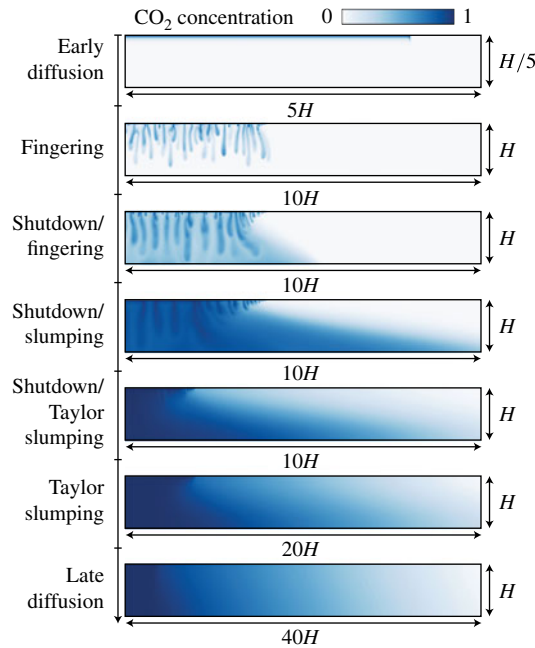 CO₂ concentration 0 1
Early
diffusion
H/5
5H
Fingering
H
10H
Shutdown/
fingering
H
10H
Shutdown/
slumping
H
10H
Shutdown/
Taylor
slumping
H
10H
Taylor
slumping
H
20H
Late
diffusion
H
40H